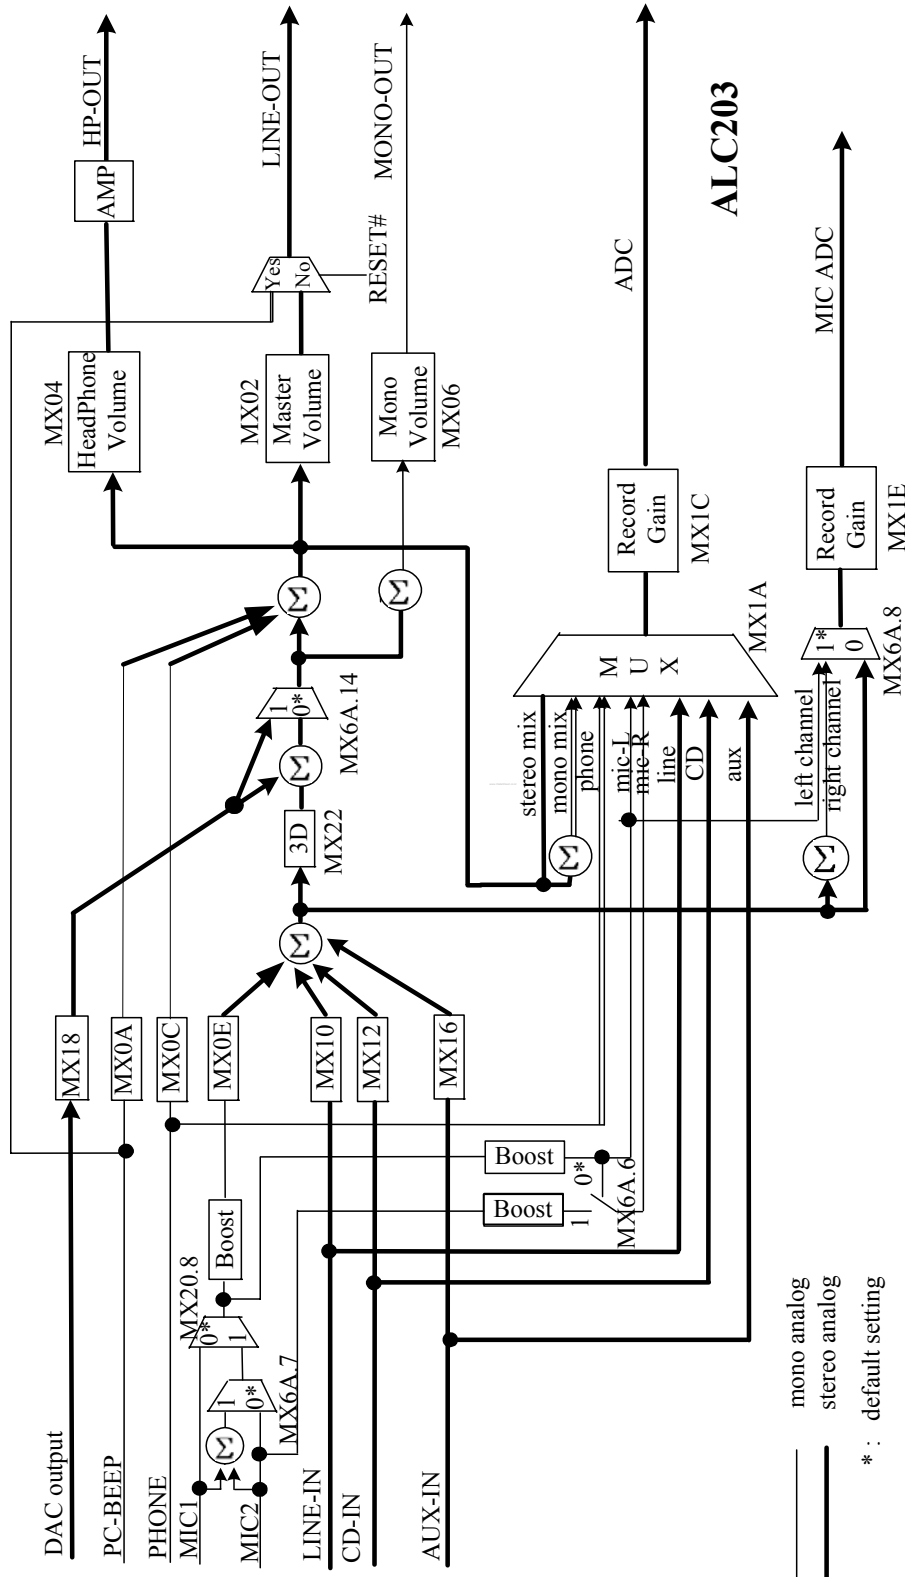 DAC output
PC-BEEP
PHONE
MIC1
MIC2
LINE-IN
CD-IN
AUX-IN
Σ
1
0*
MX6A.7
MX20.8
0*
1
Boost
Boost
Boost
1
0*
MX6A.6
MX18
MX0A
MX0C
MX0E
MX10
MX12
MX16
Σ
3D
MX22
Σ
1
0*
MX6A.14
Σ
Σ
MX04
HeadPhone
Volume
MX02
Master
Volume
Mono
Volume
MX06
AMP
Yes
No
RESET#
HP-OUT
LINE-OUT
MONO-OUT
stereo mix
mono mix
phone
mic-L
mic-R
line
CD
aux
Σ
M
U
X
MX1A
Record
Gain
MX1C
ADC
left channel
right channel
Σ
1*
0
MX6A.8
Record
Gain
MX1E
MIC ADC
ALC203
mono analog
stereo analog
* : default setting